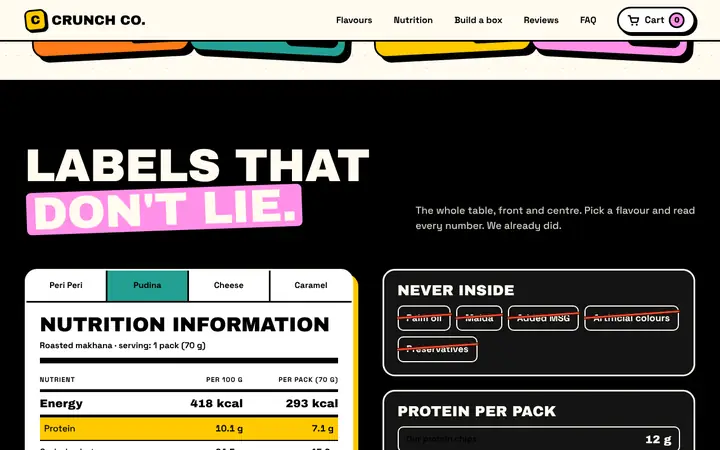 C CRUNCH CO.
Flavours Nutrition Build a box Reviews FAQ Cart 0
LABELS THAT
DON'T LIE.
The whole table, front and centre. Pick a flavour and read
every number. We already did.
Peri Peri Pudina Cheese Caramel
NUTRITION INFORMATION
Roasted makhana · serving: 1 pack (70 g)
NUTRIENT PER 100 G PER PACK (70 G)
Energy 418 kcal 293 kcal
Protein 10.1 g 7.1 g
NEVER INSIDE
Palm oil Maida Added MSG Artificial colours
Preservatives
PROTEIN PER PACK
Our protein chips 12 g